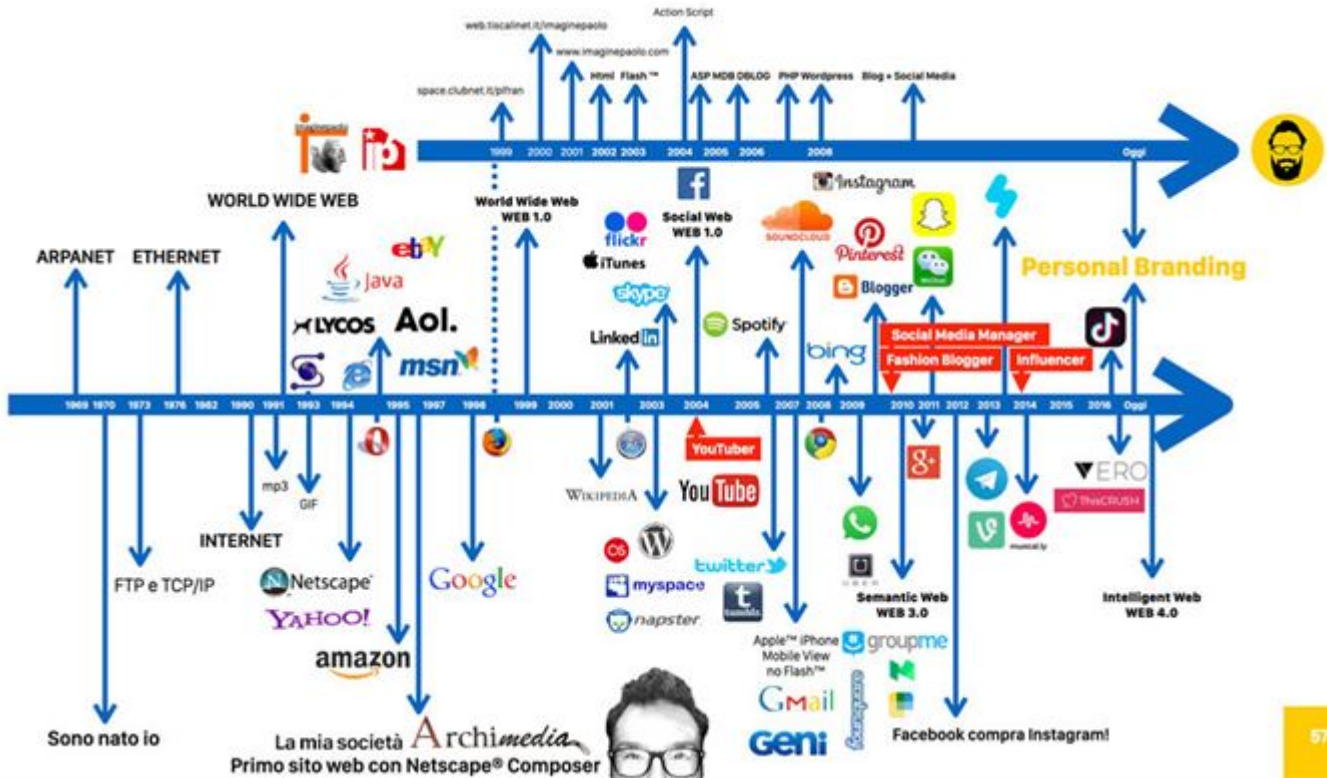 Action Script
web.tiscalinet.it/imaginepaolo
www.imaginepaolo.com
Html Flash™ ASP MDB DBLOG PHP Wordpress Blog + Social Media
space.clubnet.it/plfran
imaginepaolo
1999 2000 2001 2002 2003 2004 2005 2006 2008 Oggi
WORLD WIDE WEB
World Wide Web
WEB 1.0
flickr
iTunes
skype
Linked in
Social Web
WEB 1.0
SOUNDCLOUD
Instagram
Pinterest
Blogger
WeChat
ARPANET
ETHERNET
ebay
Java
LYCOS
Aol.
msn
Spotify
bing
Personal Branding
Social Media Manager
Fashion Blogger
Influencer
1969 1970 1973 1976 1982 1990 1991 1993 1994 1995 1997 1998 1999 2000 2001 2003 2004 2005 2007 2008 2009 2010 2011 2012 2013 2014 2015 2016 Oggi
YouTuber
g+
mp3
GIF
INTERNET
FTP e TCP/IP
Netscape
YAHOO!
amazon
Google
WIKIPEDIA
YouTube
myspace
napster
twitter
tumblr
UBER
VERO
ThisCRUSH
musical.ly
Semantic Web
WEB 3.0
Intelligent Web
WEB 4.0
Apple™ iPhone
Mobile View
no Flash™
Gmail
Geni
groupme
foursquare
Sono nato io
La mia società Archimedia
Primo sito web con Netscape® Composer
Facebook compra Instagram!
57